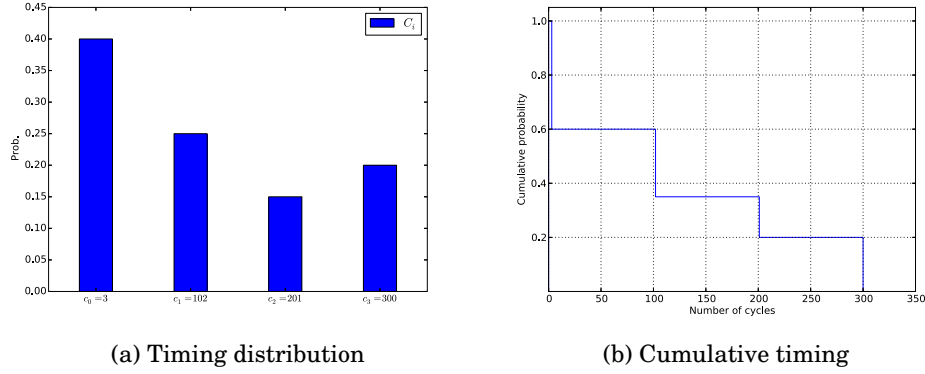 0.45
0.40
0.35
0.30
0.25
0.20
0.15
0.10
0.05
0.00
Prob.
C_i
c_0 =3
c_1 =102
c_2 =201
c_3 =300
(a) Timing distribution
1.0
0.8
0.6
0.4
0.2
Cumulative probability
0
50
100
150
200
250
300
350
Number of cycles
(b) Cumulative timing